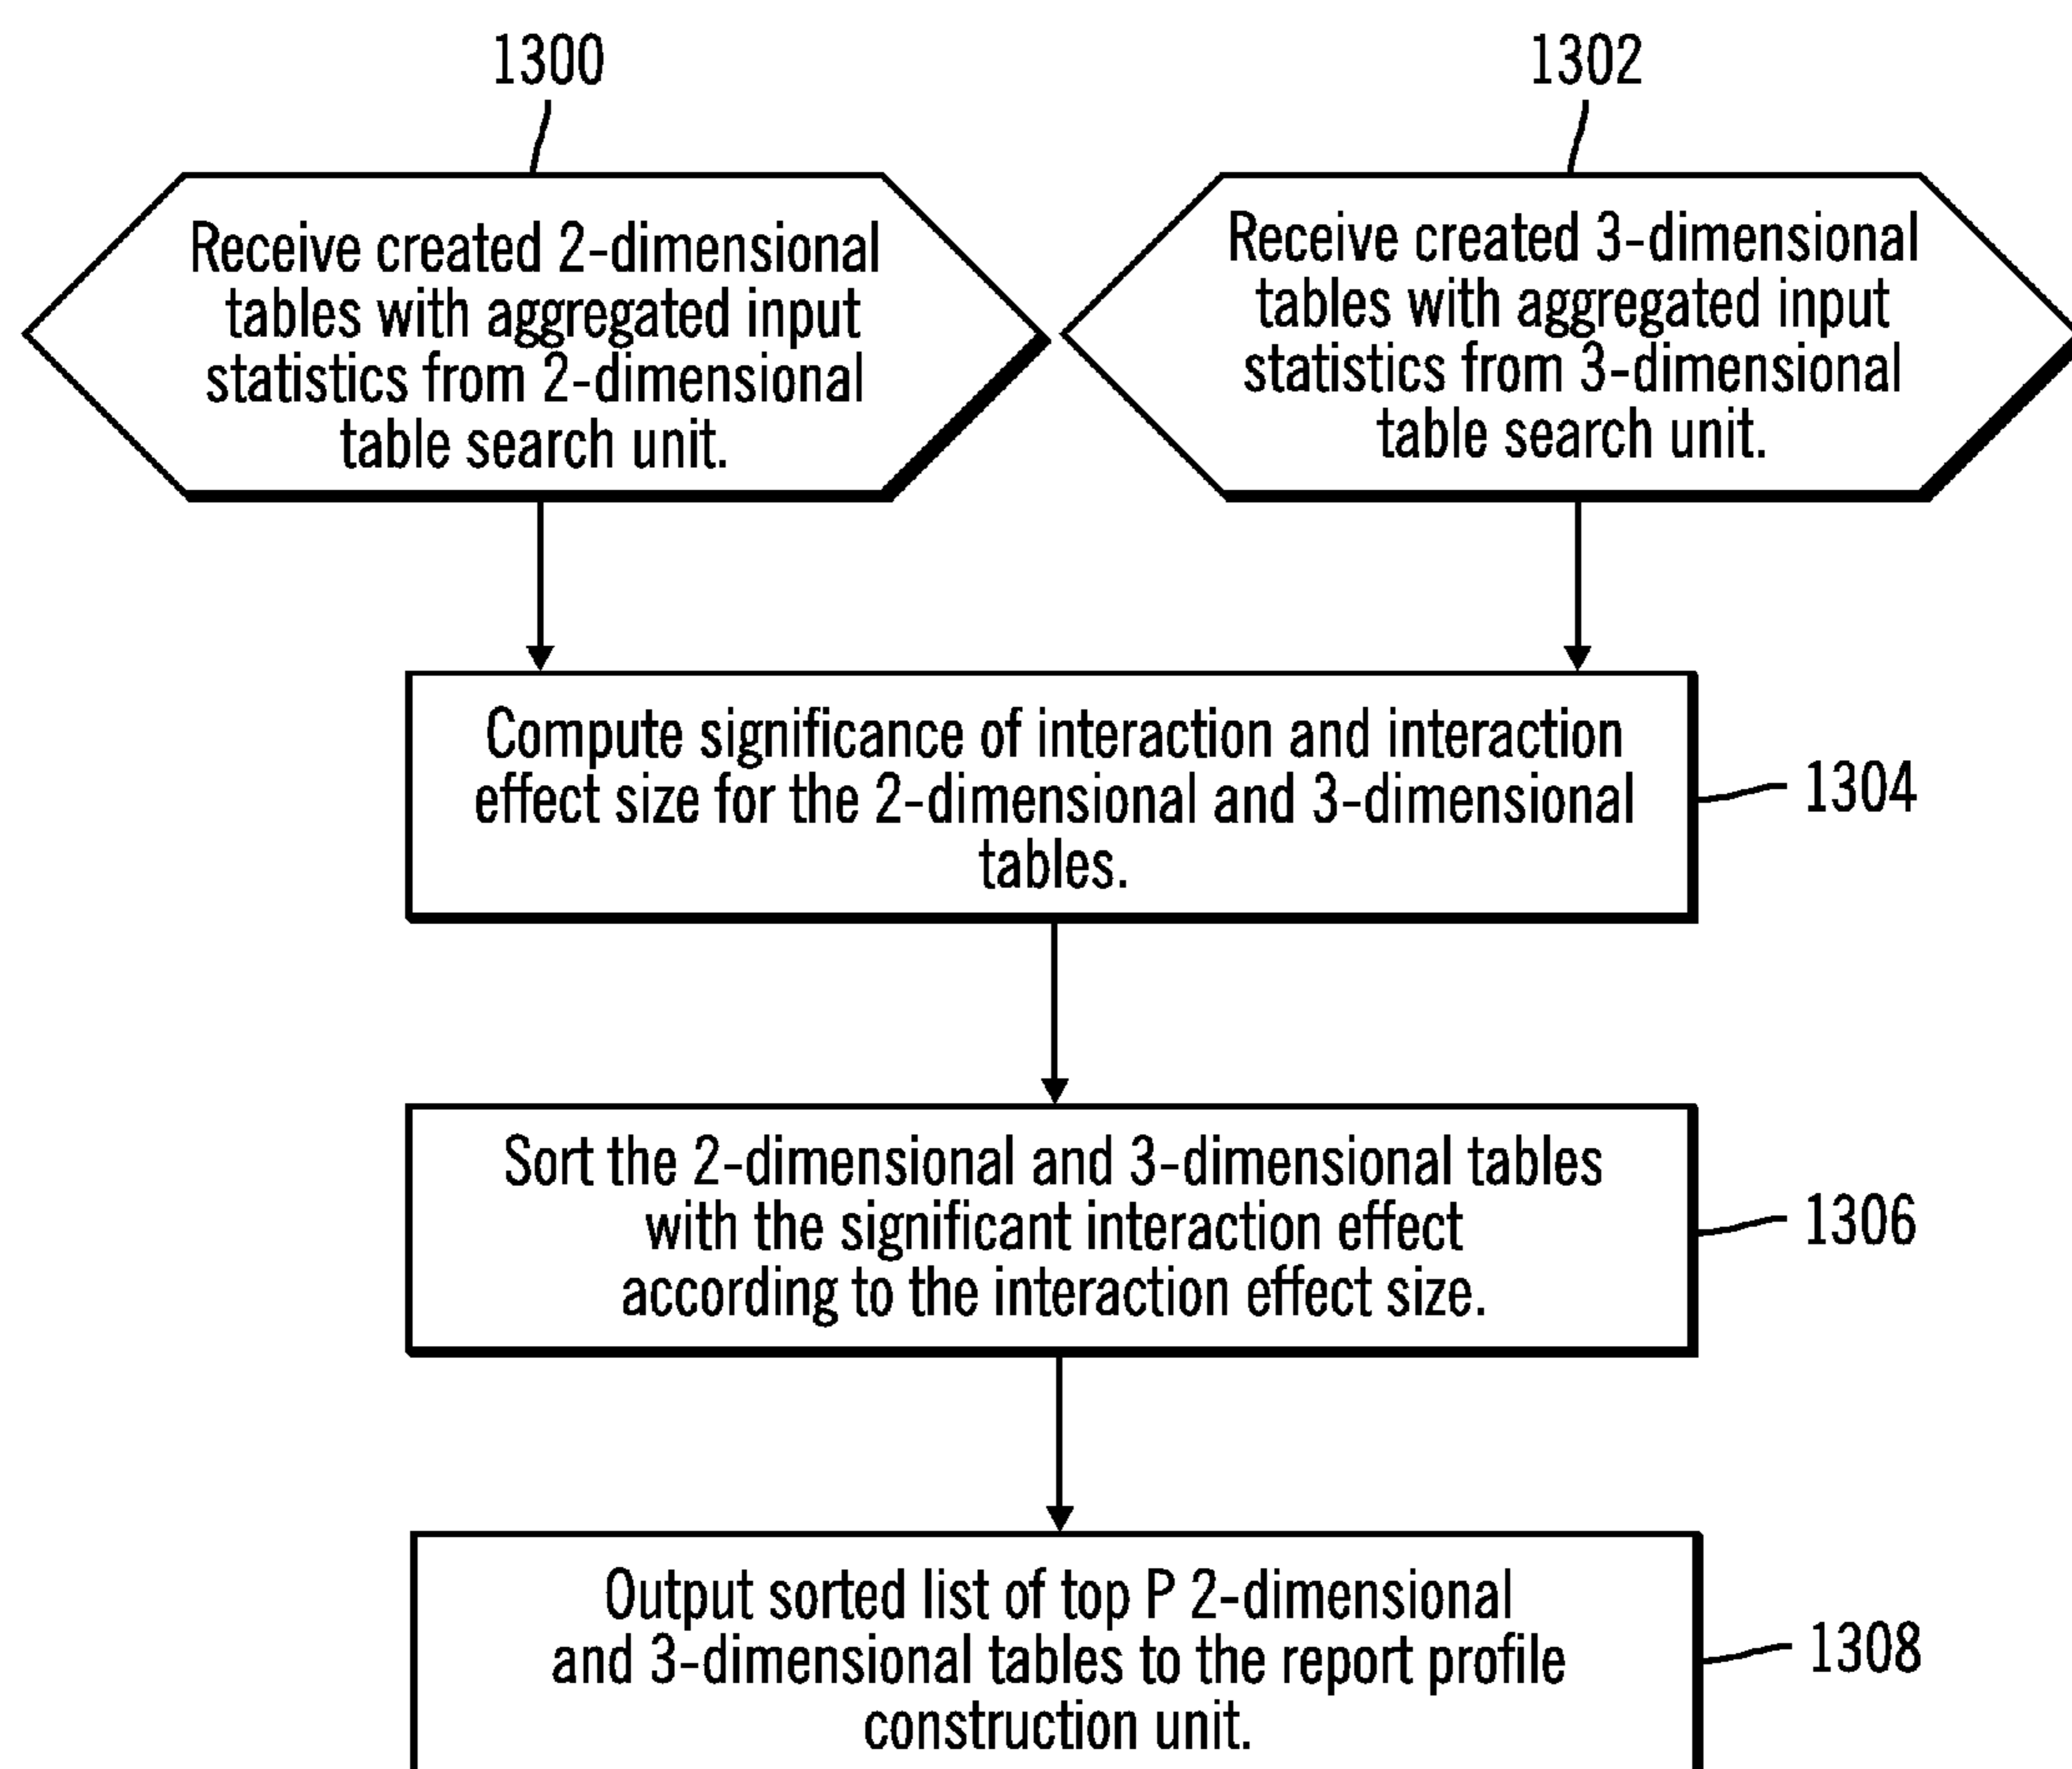 1300
Receive created 2-dimensional
tables with aggregated input
statistics from 2-dimensional
table search unit.
1302
Receive created 3-dimensional
tables with aggregated input
statistics from 3-dimensional
table search unit.
Compute significance of interaction and interaction
effect size for the 2-dimensional and 3-dimensional
tables.
1304
Sort the 2-dimensional and 3-dimensional tables
with the significant interaction effect
according to the interaction effect size.
1306
Output sorted list of top P 2-dimensional
and 3-dimensional tables to the report profile
construction unit.
1308